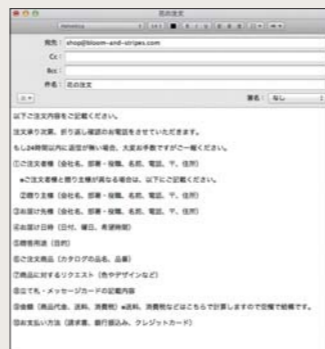 花の注文
Helvetica
宛先： shop@bloom-and-stripes.com
Cc：
Bcc：
件名： 花の注文
署名： なし
以下ご注文内容をご記載ください。
注文承り次第、折り返し確認のお電話をさせていただきます。
もし24時間以内に返信が無い場合、大変お手数ですがご一報ください。
①ご注文者様（会社名、部署・役職、名前、電話、〒、住所）
※ご注文者様と贈り主様が異なる場合は、以下にご記載ください。
②贈り主様（会社名、部署・役職、名前、電話、〒、住所）
③お届け先様（会社名、部署・役職、名前、電話、〒、住所）
④お届け日時（日付、曜日、希望時間）
⑤贈答用途（目的）
⑥ご注文商品（カタログの品名、品番）
⑦商品に対するリクエスト（色やデザインなど）
⑧立て札・メッセージカードの記載内容
⑨金額（商品代金、送料、消費税）※送料、消費税などはこちらで計算しますので空欄で結構です。
⑩お支払い方法（請求書、銀行振込み、クレジットカード）